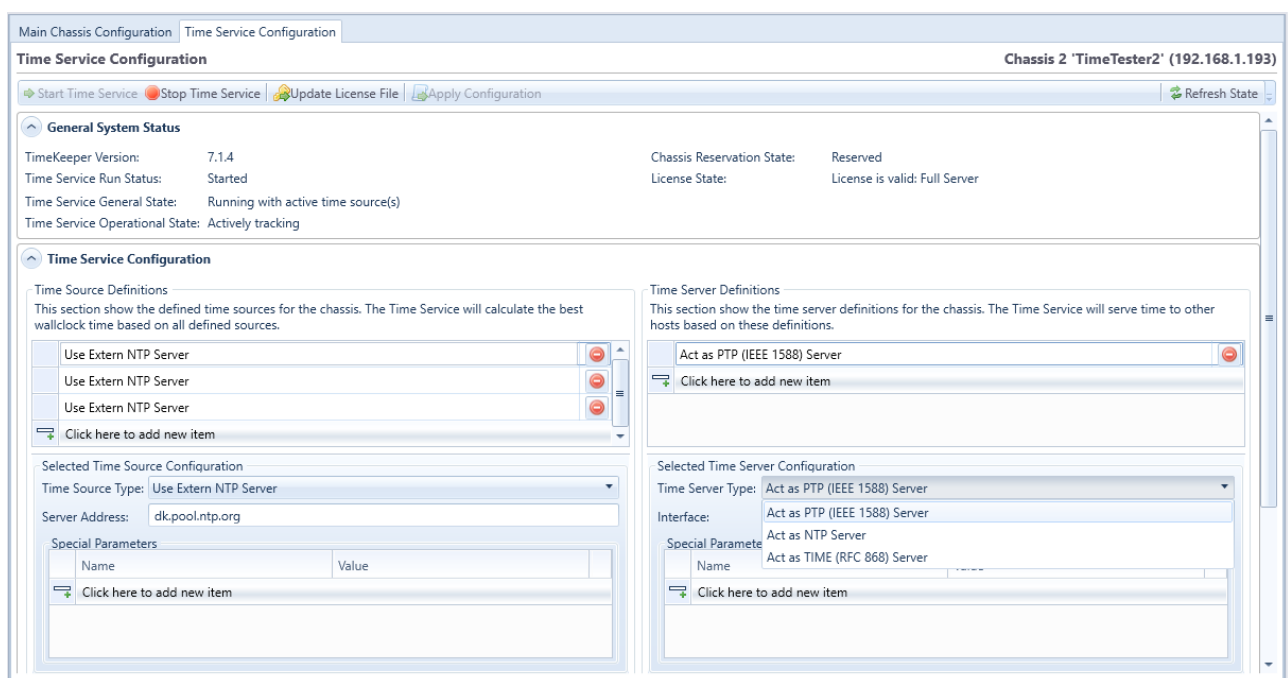 Main Chassis Configuration Time Service Configuration
Time Service Configuration Chassis 2 'TimeTester2' (192.168.1.193)
Start Time Service Stop Time Service Update License File Apply Configuration Refresh State
General System Status
TimeKeeper Version: 7.1.4 Chassis Reservation State: Reserved
Time Service Run Status: Started License State: License is valid: Full Server
Time Service General State: Running with active time source(s)
Time Service Operational State: Actively tracking
Time Service Configuration
Time Source Definitions
This section show the defined time sources for the chassis. The Time Service will calculate the best
wallclock time based on all defined sources.
Use Extern NTP Server
Use Extern NTP Server
Use Extern NTP Server
Click here to add new item
Selected Time Source Configuration
Time Source Type: Use Extern NTP Server
Server Address: dk.pool.ntp.org
Special Parameters
Name Value
Click here to add new item
Time Server Definitions
This section show the time server definitions for the chassis. The Time Service will serve time to other
hosts based on these definitions.
Act as PTP (IEEE 1588) Server
Click here to add new item
Selected Time Server Configuration
Time Server Type: Act as PTP (IEEE 1588) Server
Interface: Act as PTP (IEEE 1588) Server
Act as NTP Server
Special Paramete
Act as TIME (RFC 868) Server
Name
Click here to add new item